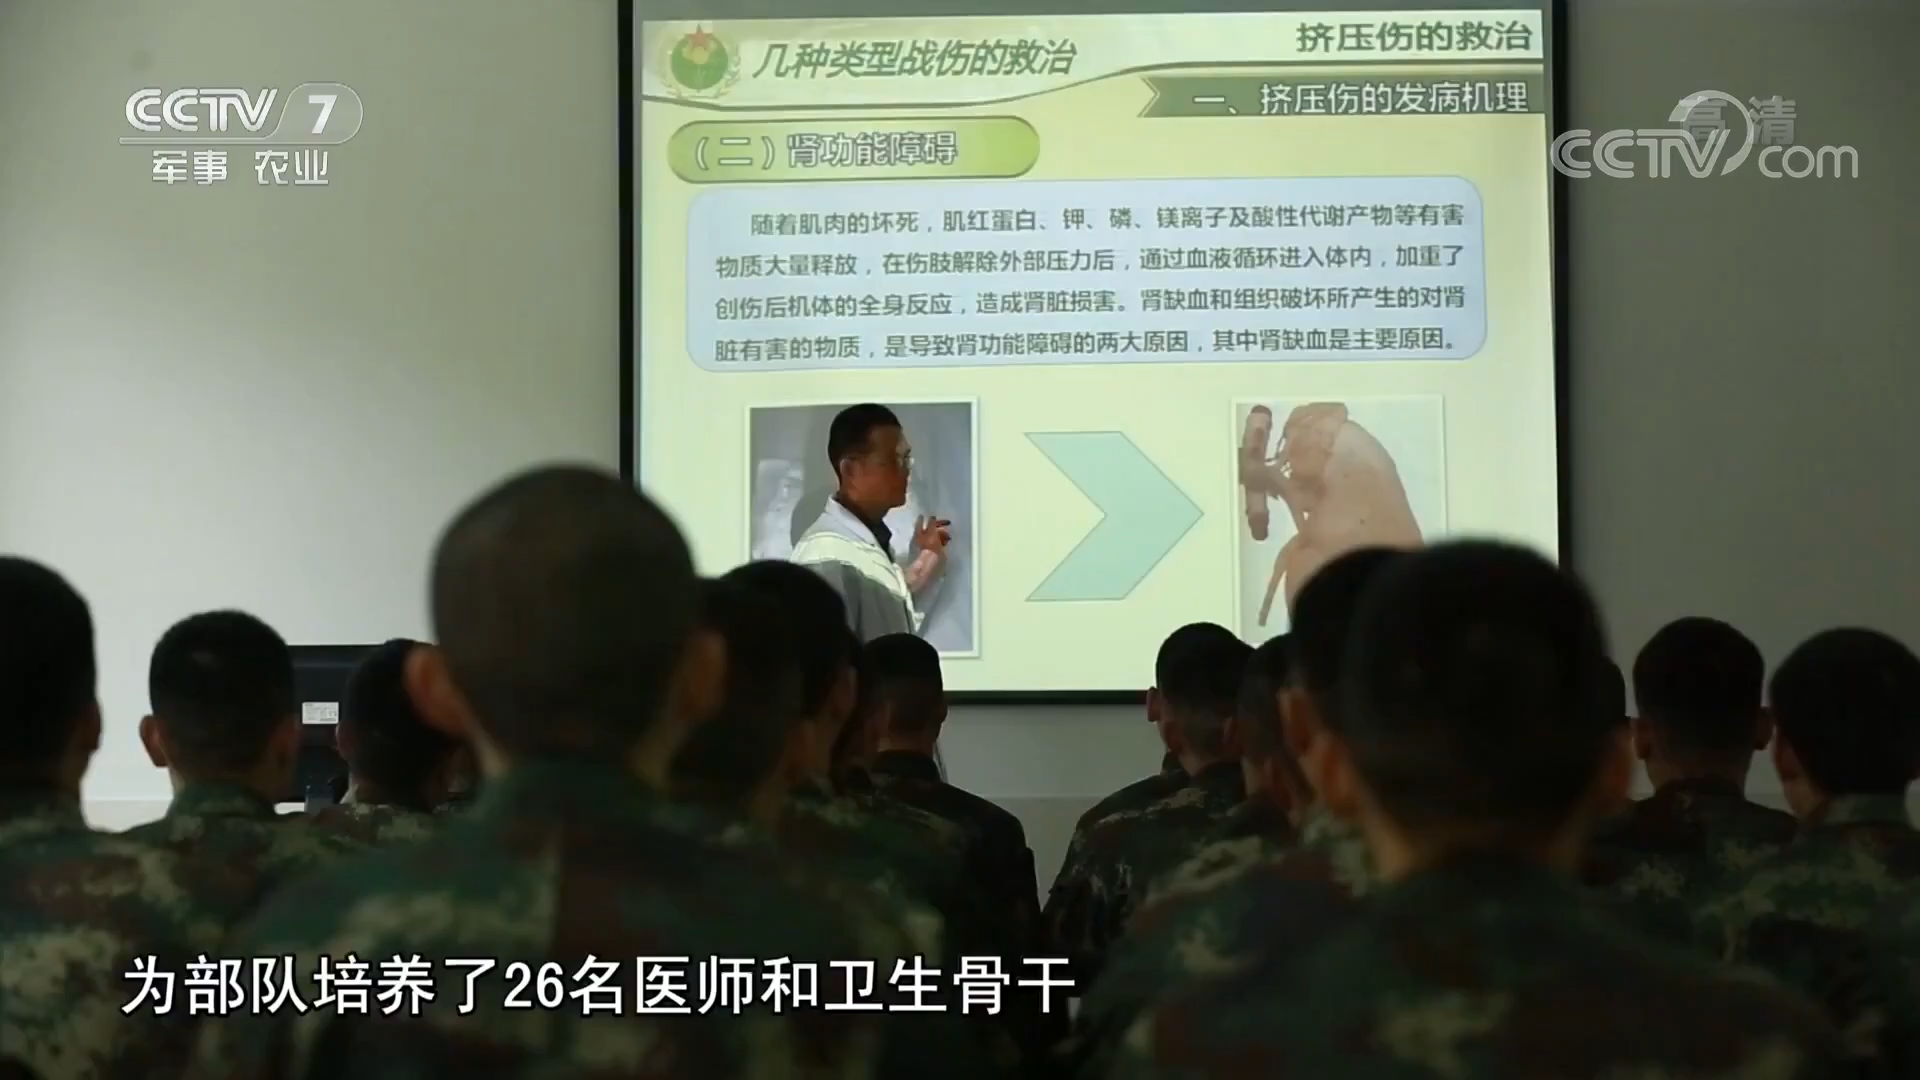 CCTV 7
军事 农业
高清
CCTV.com
几种类型战伤的救治
挤压伤的救治
一、挤压伤的发病机理
（二）肾功能障碍
随着肌肉的坏死，肌红蛋白、钾、磷、镁离子及酸性代谢产物等有害
物质大量释放，在伤肢解除外部压力后，通过血液循环进入体内，加重了
创伤后机体的全身反应，造成肾脏损害。肾缺血和组织破坏所产生的对肾
脏有害的物质，是导致肾功能障碍的两大原因，其中肾缺血是主要原因。
为部队培养了26名医师和卫生骨干